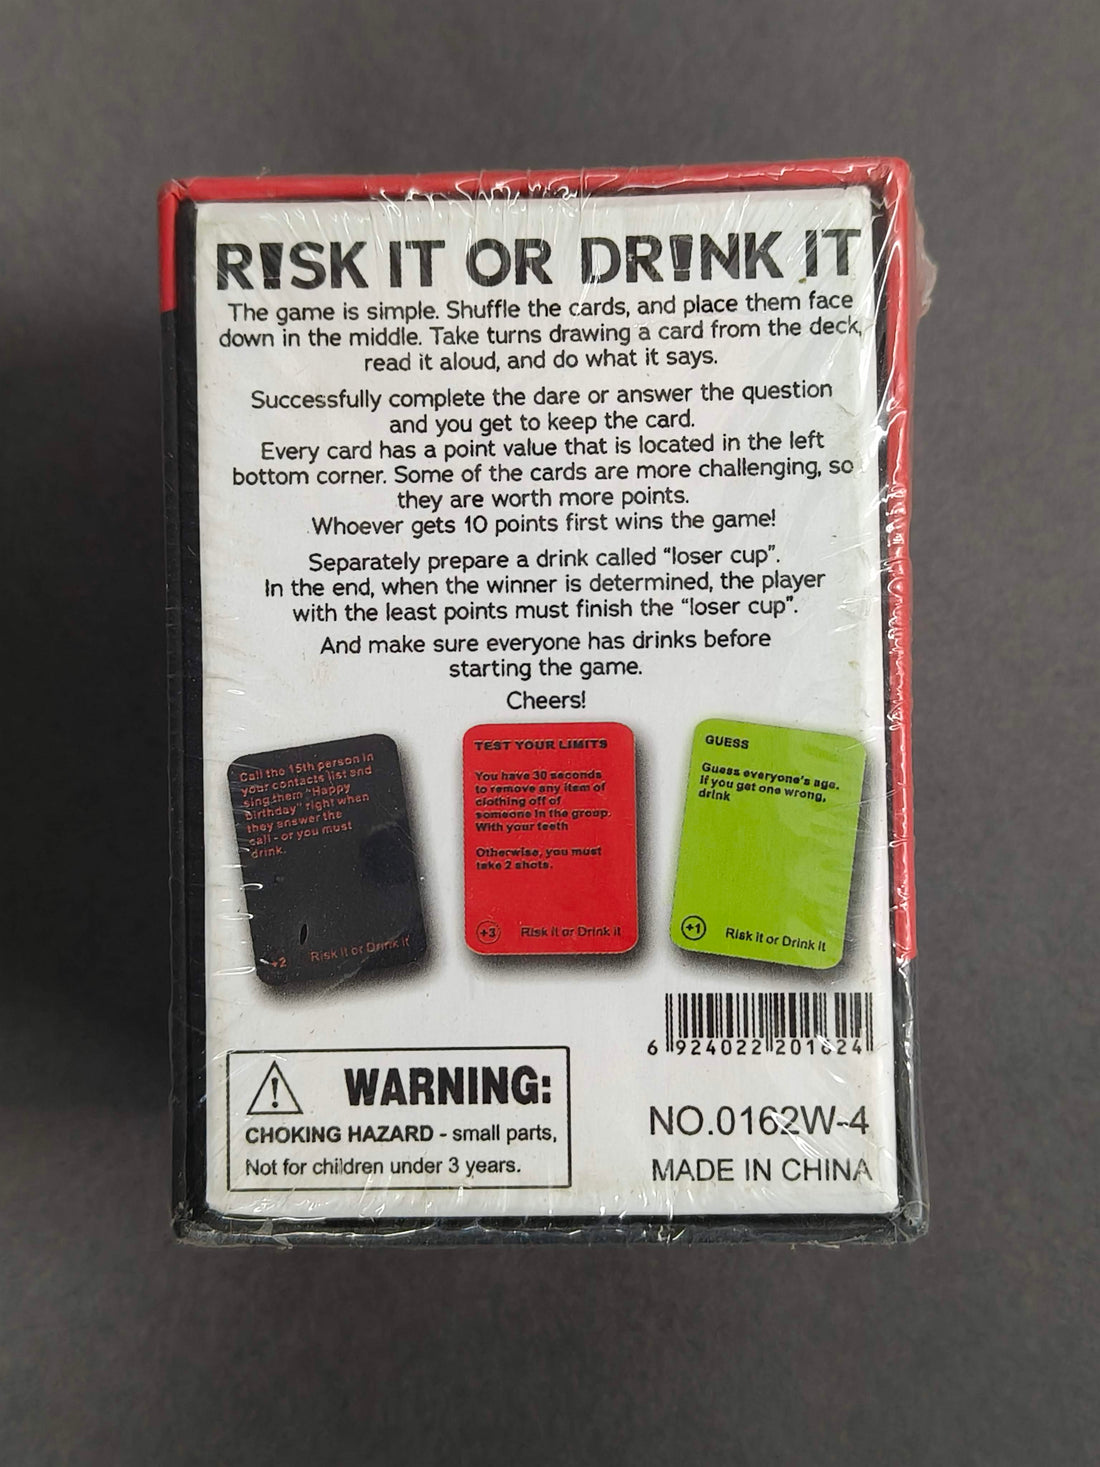 R!SK IT OR DR!NK IT
The game is simple. Shuffle the cards, and place them face
down in the middle. Take turns drawing a card from the deck,
read it aloud, and do what it says.
Successfully complete the dare or answer the question
and you get to keep the card.
Every card has a point value that is located in the left
bottom corner. Some of the cards are more challenging, so
they are worth more points.
Whoever gets 10 points first wins the game!
Separately prepare a drink called “loser cup”.
In the end, when the winner is determined, the player
with the least points must finish the “loser cup”.
And make sure everyone has drinks before
starting the game.
Cheers!
Call the 15th person in
your contacts list and
sing them “Happy
birthday” right when
they answer the
call - or you must
drink.
+2 Risk it or Drink it
TEST YOUR LIMITS
You have 30 seconds
to remove any item of
clothing off of
someone in the group.
With your teeth
Otherwise, you must
take 2 shots.
+3 Risk it or Drink it
GUESS
Guess everyone's age.
If you get one wrong,
drink
+1 Risk it or Drink it
6 924022 201624
WARNING:
CHOKING HAZARD - small parts,
Not for children under 3 years.
NO.0162W-4
MADE IN CHINA